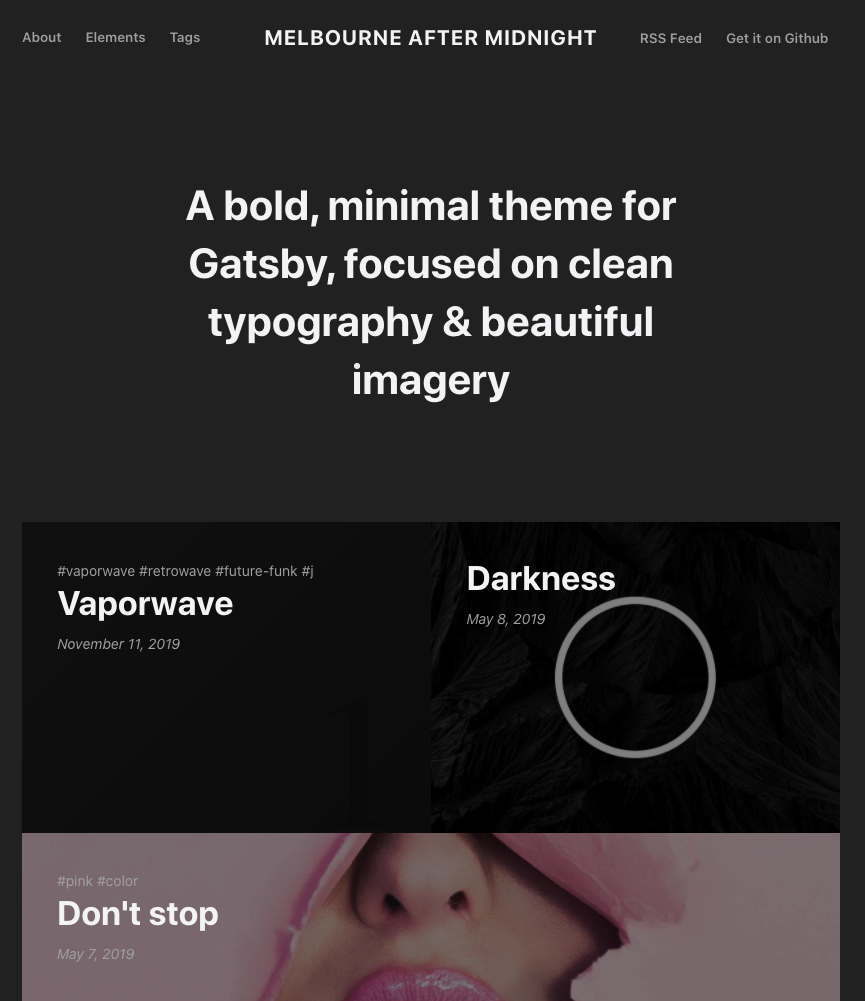 About Elements Tags MELBOURNE AFTER MIDNIGHT RSS Feed Get it on Github
A bold, minimal theme for
Gatsby, focused on clean
typography & beautiful
imagery
#vaporwave #retrowave #future-funk #j
Vaporwave
November 11, 2019
Darkness
May 8, 2019
#pink #color
Don't stop
May 7, 2019